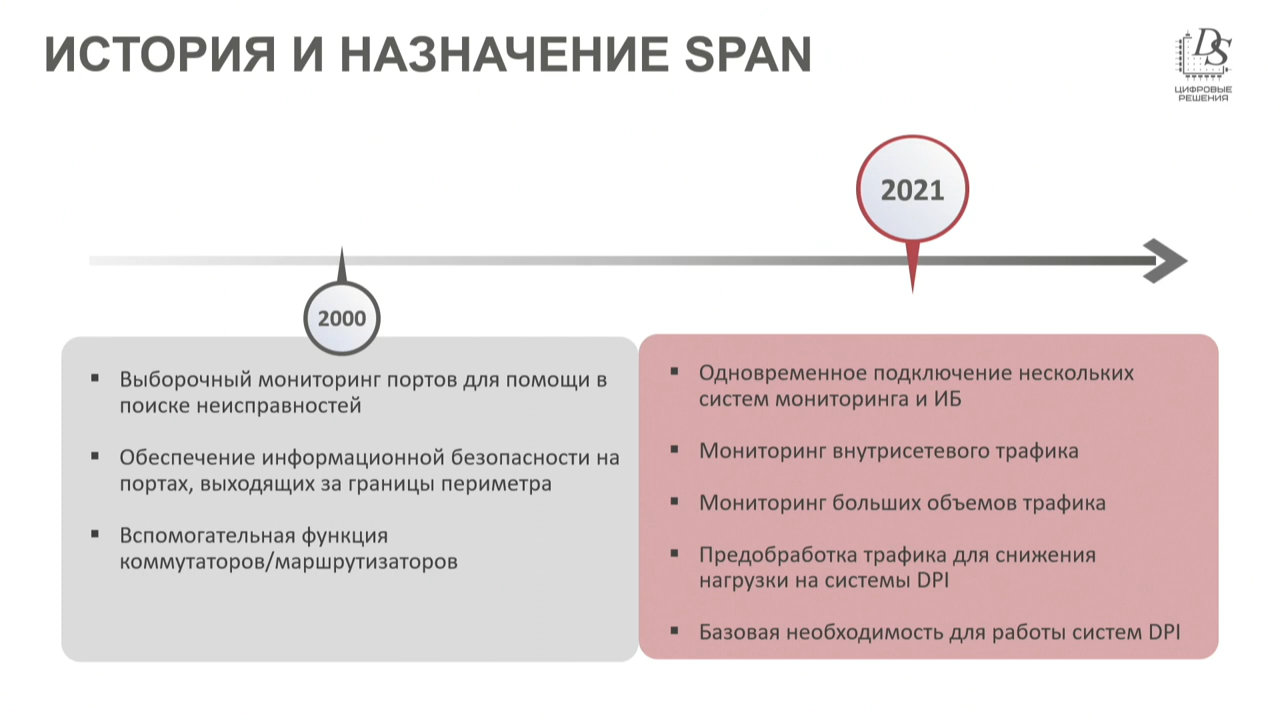 ИСТОРИЯ И НАЗНАЧЕНИЕ SPAN
DS
ЦИФРОВЫЕ
РЕШЕНИЯ
2021
2000
▪ Выборочный мониторинг портов для помощи в
поиске неисправностей
▪ Обеспечение информационной безопасности на
портах, выходящих за границы периметра
▪ Вспомогательная функция
коммутаторов/маршрутизаторов
▪ Одновременное подключение нескольких
систем мониторинга и ИБ
▪ Мониторинг внутрисетевого трафика
▪ Мониторинг больших объемов трафика
▪ Предобработка трафика для снижения
нагрузки на системы DPI
▪ Базовая необходимость для работы систем DPI